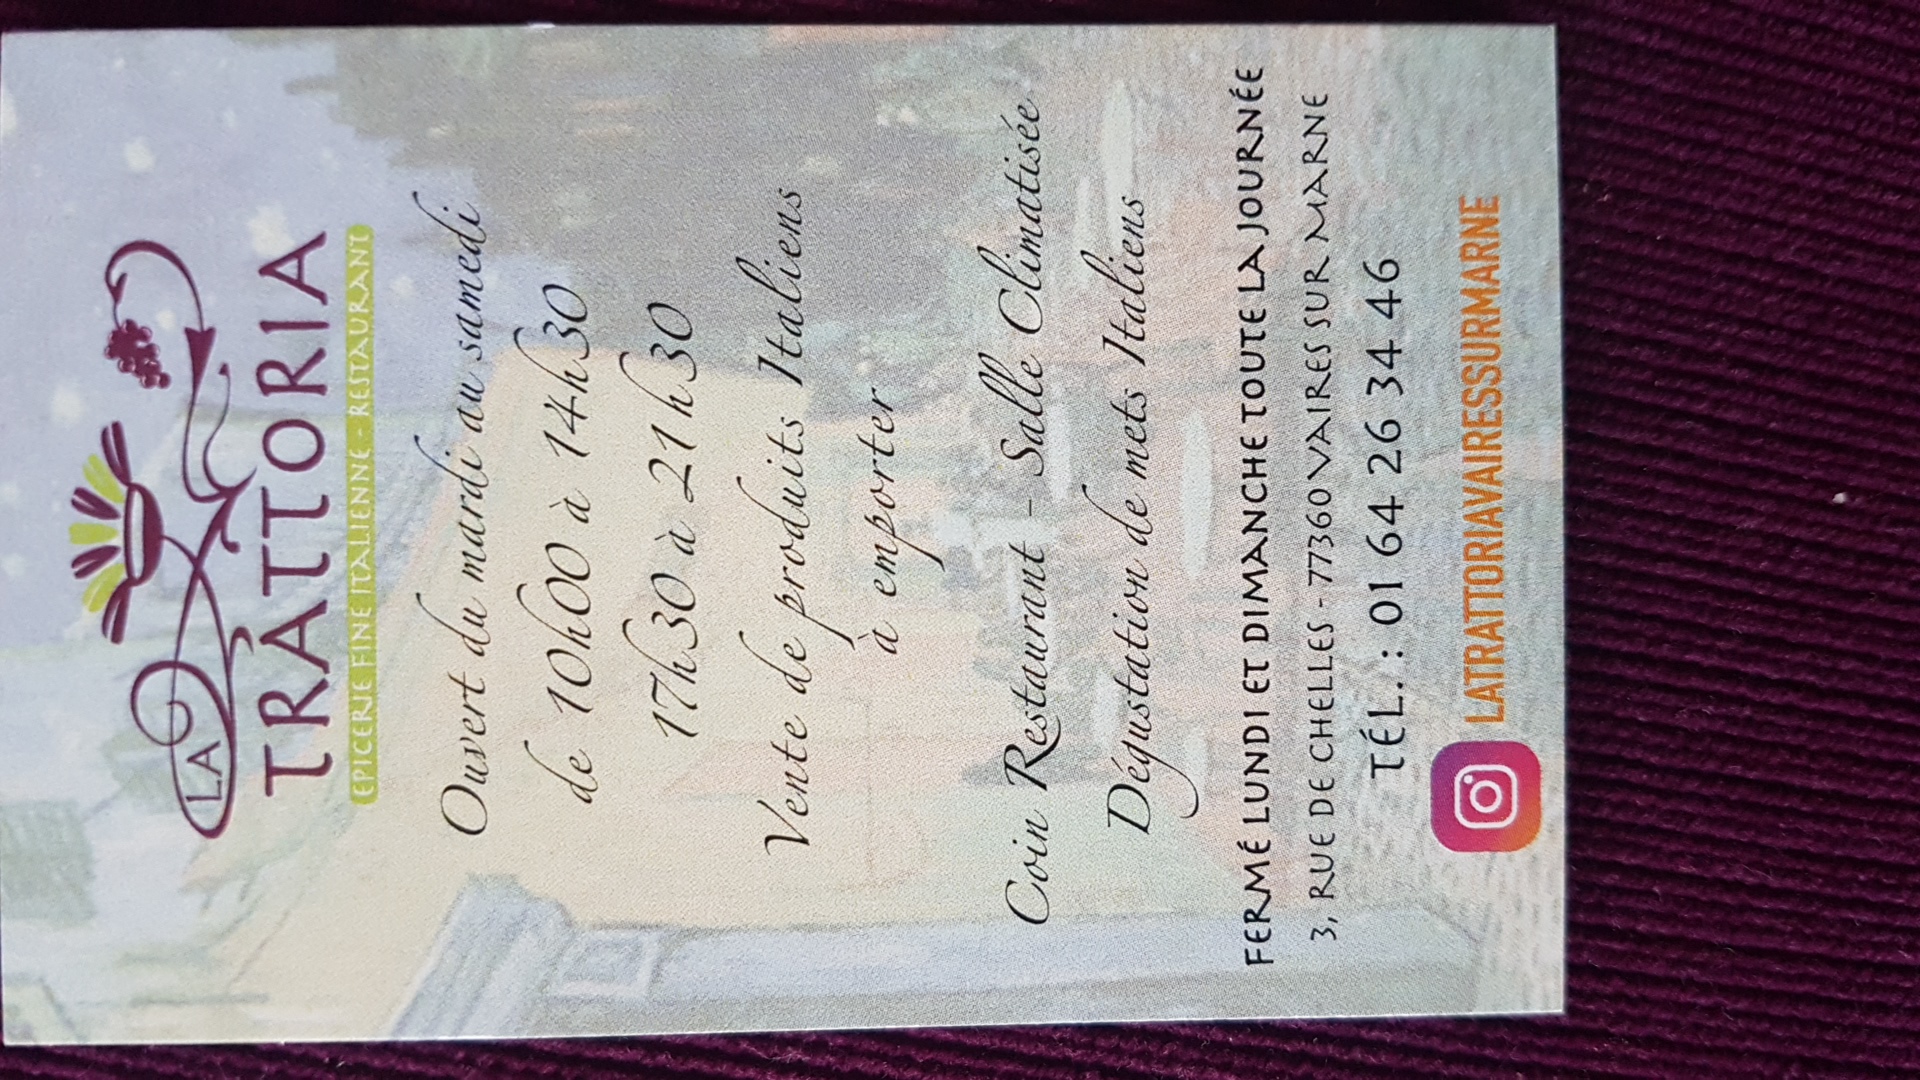 LA
TRATTORIA
EPICERIE FINE ITALIENNE - RESTAURANT
Ouvert du mardi au samedi
de 10h00 à 14h30
17h30 à 21h30
Vente de produits Italiens
à emporter
Coin Restaurant - Salle Climatisée
Dégustation de mets Italiens
FERMÉ LUNDI ET DIMANCHE TOUTE LA JOURNÉE
3, RUE DE CHELLES - 77360 VAIRES SUR MARNE
TÉL. : 01 64 26 34 46
LATRATTORIAVAIRESSURMARNE